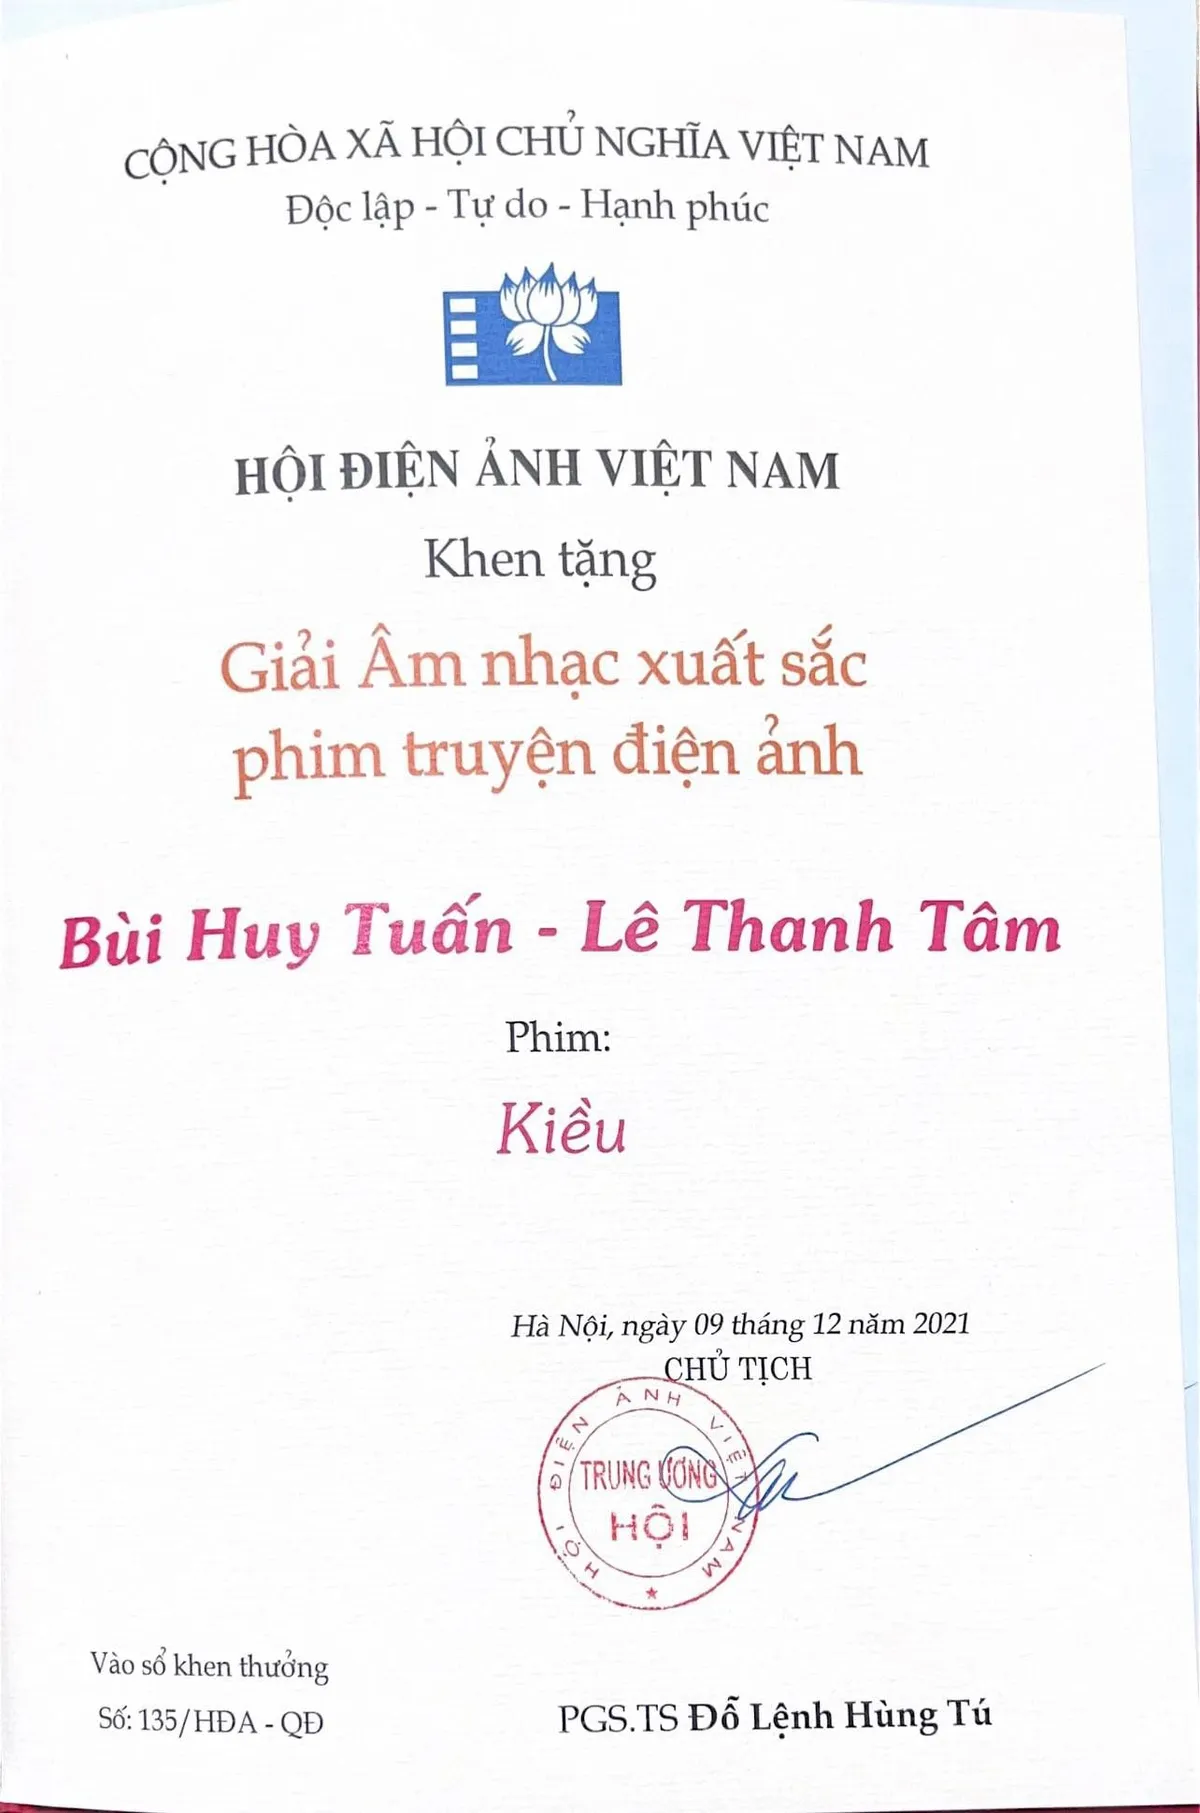 CỘNG HÒA XÃ HỘI CHỦ NGHĨA VIỆT NAM
Độc lập - Tự do - Hạnh phúc
HỘI ĐIỆN ẢNH VIỆT NAM
Khen tặng
Giải Âm nhạc xuất sắc
phim truyện điện ảnh
Bùi Huy Tuấn - Lê Thanh Tâm
Phim:
Kiều
Hà Nội, ngày 09 tháng 12 năm 2021
CHỦ TỊCH
HỘI ĐIỆN ẢNH VIỆT NAM
TRUNG ƯƠNG
HỘI
Vào sổ khen thưởng
Số: 135/HĐA - QĐ
PGS.TS Đỗ Lệnh Hùng Tú